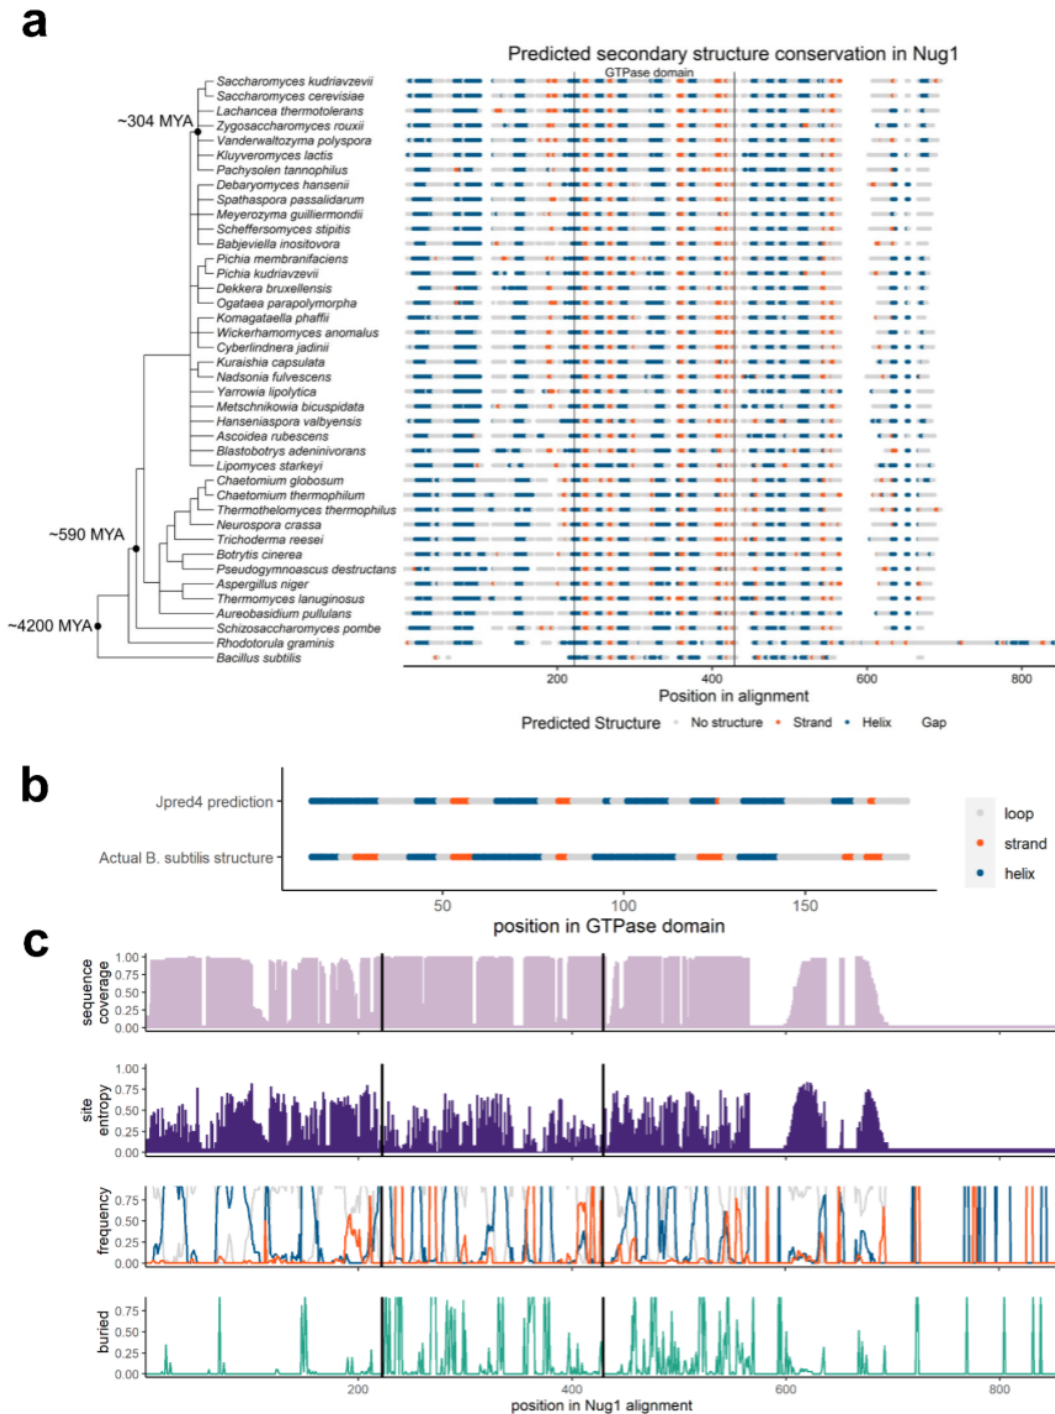 a
Predicted secondary structure conservation in Nug1
GTPase domain
Saccharomyces kudriavzevii
Saccharomyces cerevisiae
Lachancea thermotolerans
~304 MYA
Zygosaccharomyces rouxii
Vanderwaltozyma polyspora
Kluyveromyces lactis
Pachysolen tannophilus
Debaryomyces hansenii
Spathaspora passalidarum
Meyerozyma guilliermondii
Scheffersomyces stipitis
Babjeviella inositovora
Pichia membranifaciens
Pichia kudriavzevii
Dekkera bruxellensis
Ogataea parapolymorpha
Komagataella phaffii
Wickerhamomyces anomalus
Cyberlindnera jadinii
Kuraishia capsulata
Nadsonia fulvescens
Yarrowia lipolytica
Metschnikowia bicuspidata
Hanseniaspora valbyensis
Ascoidea rubescens
Blastobotrys adeninivorans
Lipomyces starkeyi
Chaetomium globosum
Chaetomium thermophilum
Thermothelomyces thermophilus
Neurospora crassa
~590 MYA
Trichoderma reesei
Botrytis cinerea
Pseudogymnoascus destructans
Aspergillus niger
Thermomyces lanuginosus
Aureobasidium pullulans
~4200 MYA
Schizosaccharomyces pombe
Rhodotorula graminis
Bacillus subtilis
200 400 600 800
Position in alignment
Predicted Structure No structure Strand Helix Gap
b
Jpred4 prediction
Actual B. subtilis structure
loop
strand
helix
50 100 150
position in GTPase domain
c
sequence
coverage
1.00
0.75
0.50
0.25
0.00
site
entropy
1.00
0.75
0.50
0.25
0.00
frequency
0.75
0.50
0.25
0.00
buried
0.75
0.50
0.25
0.00
200 400 600 800
position in Nug1 alignment